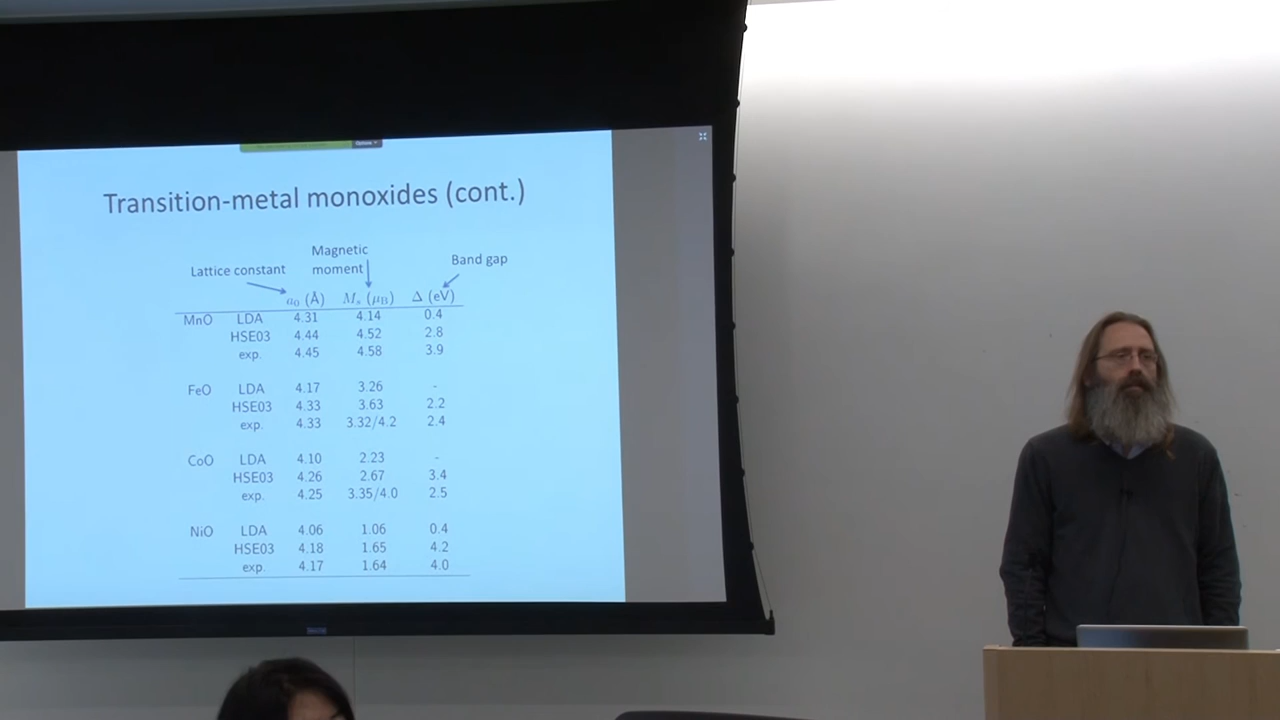 Options
Transition-metal monoxides (cont.)
Magnetic
Lattice constant moment Band gap
a₀ (Å) Mₛ (μB) Δ (eV)
MnO LDA 4.31 4.14 0.4
HSE03 4.44 4.52 2.8
exp. 4.45 4.58 3.9
FeO LDA 4.17 3.26 -
HSE03 4.33 3.63 2.2
exp. 4.33 3.32/4.2 2.4
CoO LDA 4.10 2.23 -
HSE03 4.26 2.67 3.4
exp. 4.25 3.35/4.0 2.5
NiO LDA 4.06 1.06 0.4
HSE03 4.18 1.65 4.2
exp. 4.17 1.64 4.0